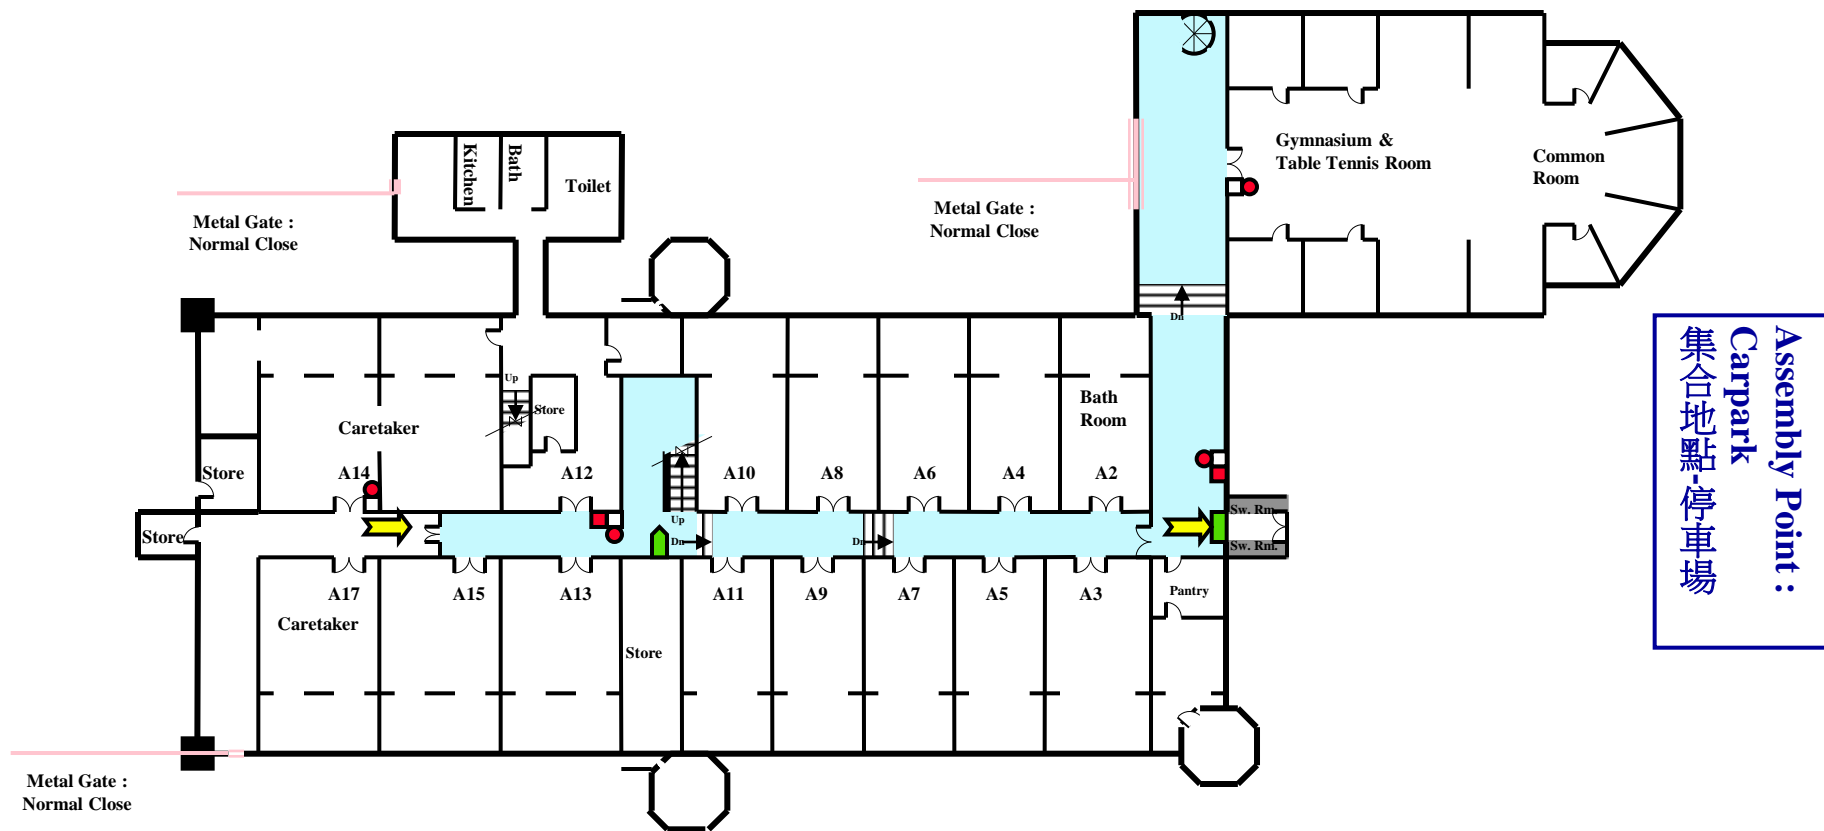 Kitchen
Bath
Toilet
Metal Gate :
Normal Close
Metal Gate :
Normal Close
Gymnasium &
Table Tennis Room
Common
Room
Dn
Assembly Point :
Carpark
集合地點-停車場
Up
Store
Caretaker
Bath
Room
Store
A14
A12
A10
A8
A6
A4
A2
Sw. Rm.
Up
Store
Dn
Dn
Sw. Rm.
A17
A15
A13
A11
A9
A7
A5
A3
Pantry
Caretaker
Store
Metal Gate :
Normal Close